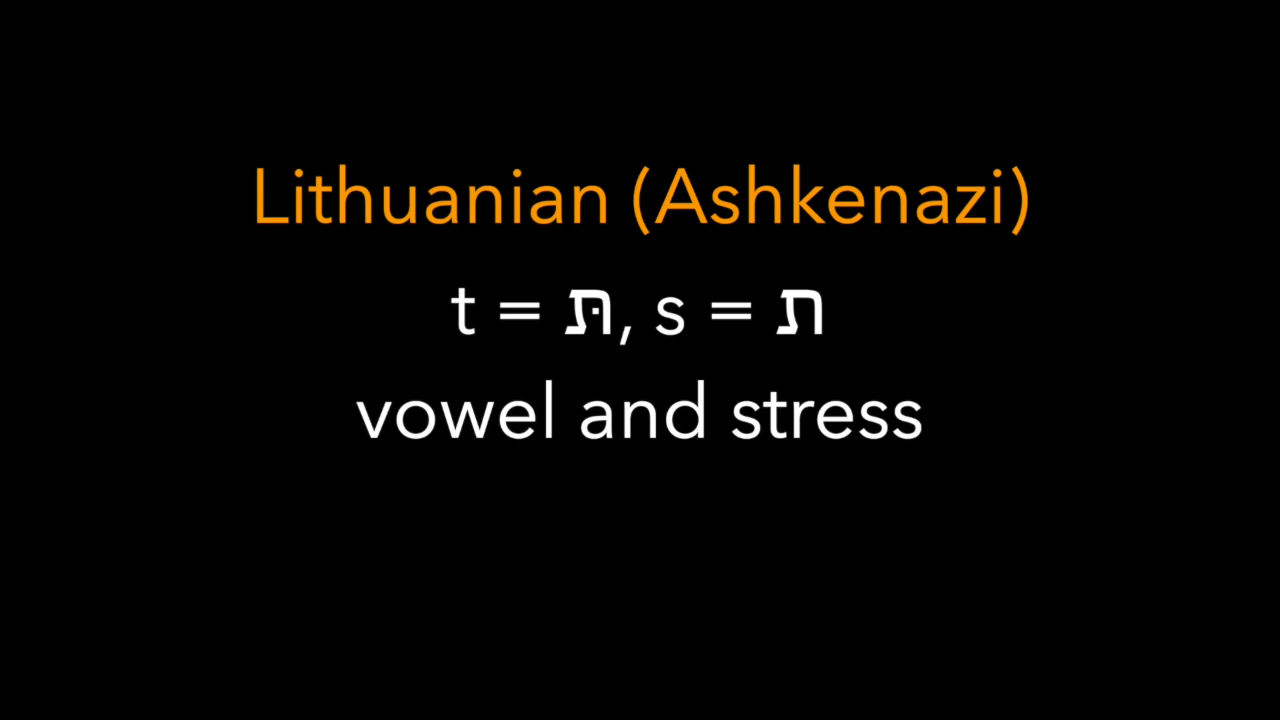 Lithuanian (Ashkenazi)
t = תּ, s = ת
vowel and stress